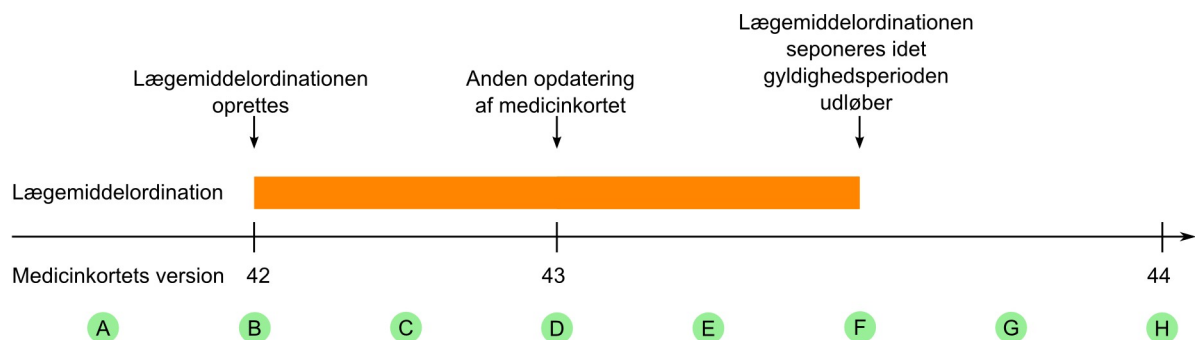 Lægemiddelordinationen
oprettes
Anden opdatering
af medicinkortet
Lægemiddelordinationen
seponeres idet
gyldighedsperioden
udløber
Lægemiddelordination
Medicinkortets version
42
43
44
A
B
C
D
E
F
G
H